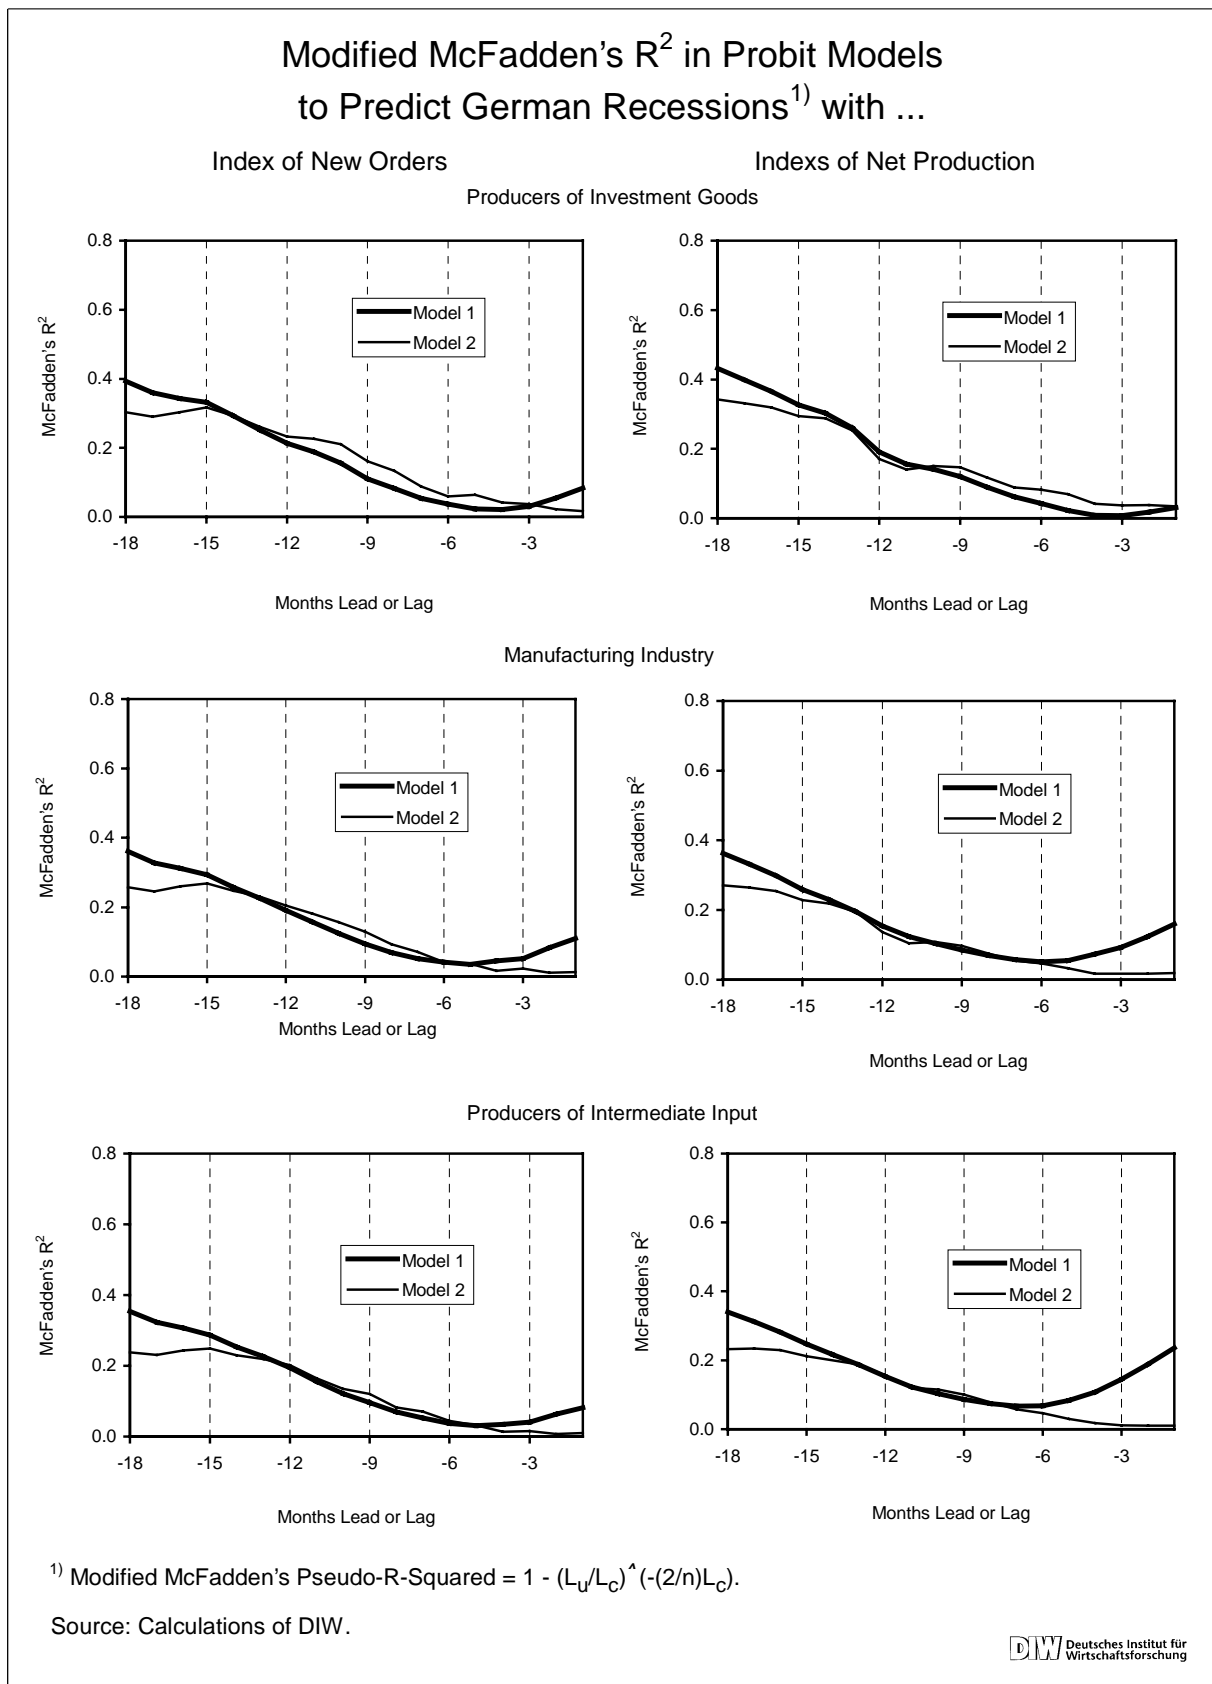 Modified McFadden's R² in Probit Models
to Predict German Recessions¹⁾ with ...
Index of New Orders
Indexs of Net Production
Producers of Investment Goods
McFadden's R²
0.8
0.6
0.4
0.2
0.0
Model 1
Model 2
-18 -15 -12 -9 -6 -3
Months Lead or Lag
McFadden's R²
0.8
0.6
0.4
0.2
0.0
Model 1
Model 2
-18 -15 -12 -9 -6 -3
Months Lead or Lag
Manufacturing Industry
McFadden's R²
0.8
0.6
0.4
0.2
0.0
Model 1
Model 2
-18 -15 -12 -9 -6 -3
Months Lead or Lag
McFadden's R²
0.8
0.6
0.4
0.2
0.0
Model 1
Model 2
-18 -15 -12 -9 -6 -3
Months Lead or Lag
Producers of Intermediate Input
McFadden's R²
0.8
0.6
0.4
0.2
0.0
Model 1
Model 2
-18 -15 -12 -9 -6 -3
Months Lead or Lag
McFadden's R²
0.8
0.6
0.4
0.2
0.0
Model 1
Model 2
-18 -15 -12 -9 -6 -3
Months Lead or Lag
¹⁾ Modified McFadden's Pseudo-R-Squared = 1 - (L_u/L_c)^(-(2/n)L_c).
Source: Calculations of DIW.
DIW Deutsches Institut für
Wirtschaftsforschung